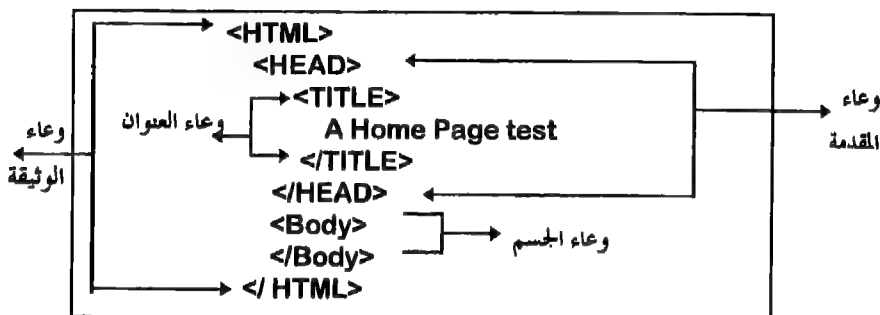 <HTML>
<HEAD>
<TITLE>
A Home Page test
</TITLE>
</HEAD>
<Body>
</Body>
</ HTML>
وعاء
المقدمة
وعاء العنوان
وعاء
الوثيقة
وعاء الجسم